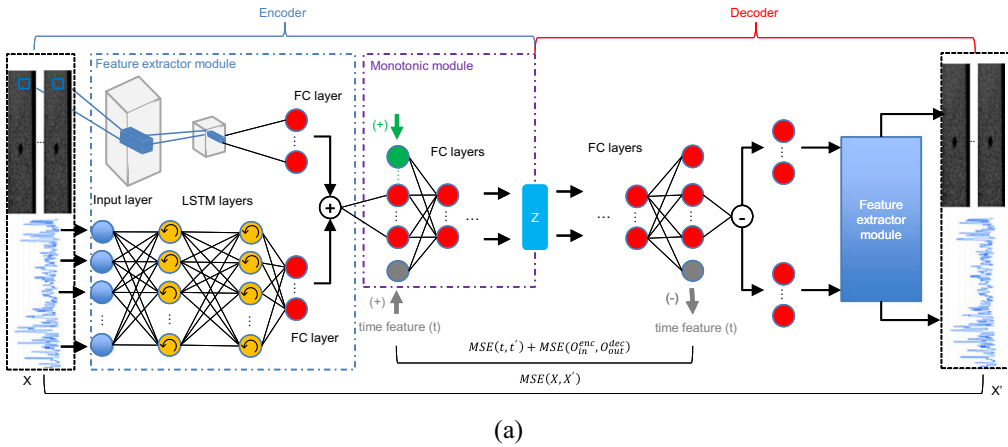 Encoder
Decoder
Feature extractor module
Monotonic module
FC layer
(+)
FC layers
FC layers
Input layer
LSTM layers
+
...
Z
...
-
Feature
extractor
module
(+)
(-)
FC layer
time feature (t)
time feature (t)
MSE(t, t′) + MSE(O_in^enc, O_out^dec)
X
MSE(X, X′)
X'
(a)